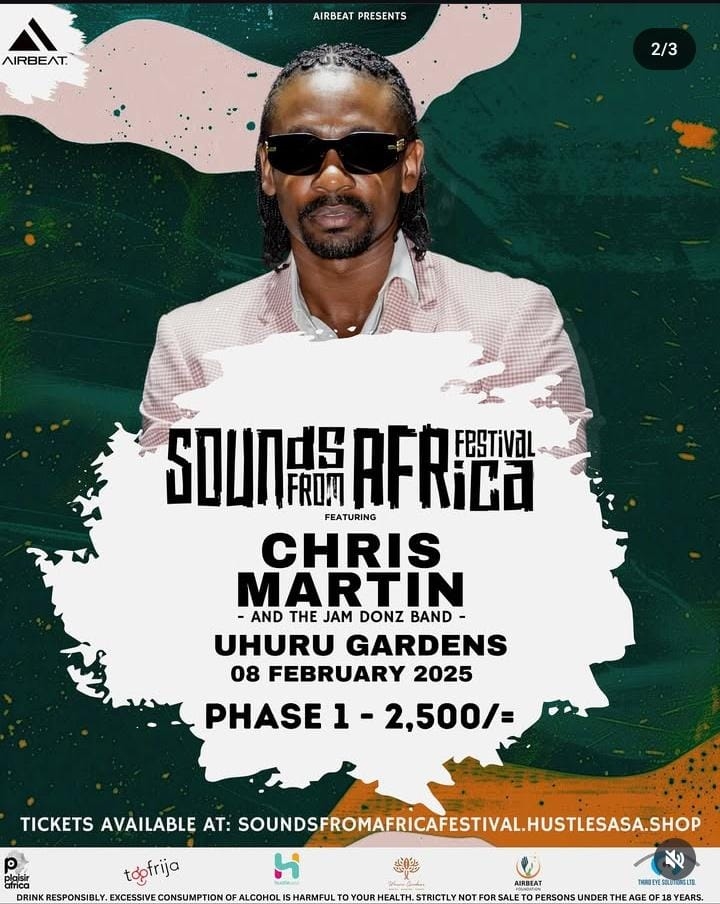 AIRBEAT PRESENTS
2/3
AIRBEAT
SOUNDS FROM AFRICA FESTIVAL
FEATURING
CHRIS
MARTIN
- AND THE JAM DONZ BAND -
UHURU GARDENS
08 FEBRUARY 2025
PHASE 1 - 2,500/=
TICKETS AVAILABLE AT: SOUNDSFROMAFRICAFESTIVAL.HUSTLESASA.SHOP
plaisir
africa
toofrija
hustlesasa
Uhuru Gardens
AIRBEAT
FOUNDATION
THIRD EYE SOLUTIONS LTD.
DRINK RESPONSIBLY. EXCESSIVE CONSUMPTION OF ALCOHOL IS HARMFUL TO YOUR HEALTH. STRICTLY NOT FOR SALE TO PERSONS UNDER THE AGE OF 18 YEARS.